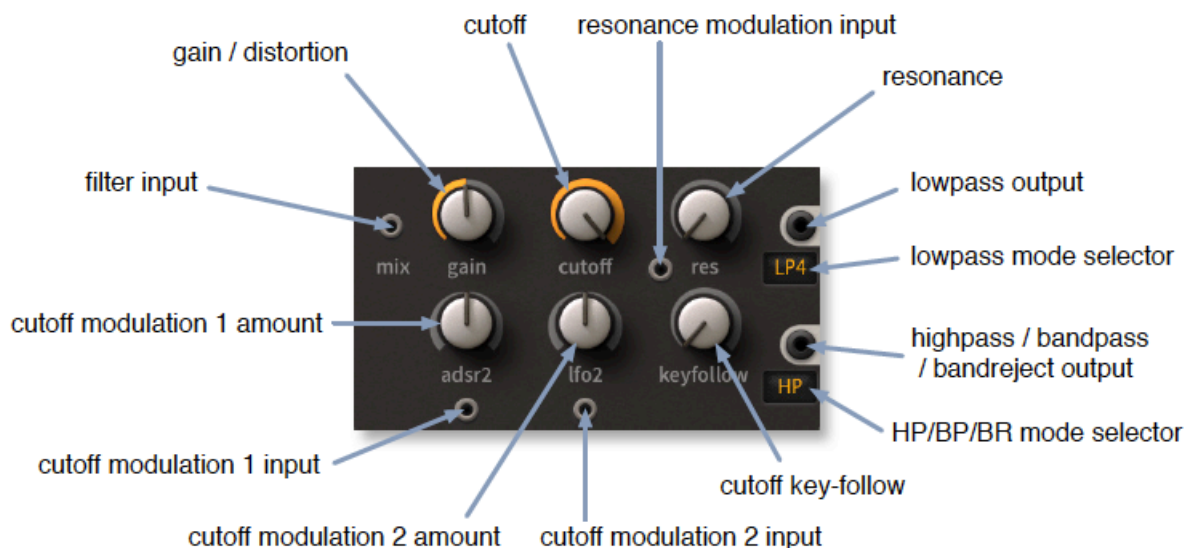 cutoff
resonance modulation input
gain / distortion
resonance
filter input
lowpass output
mix
gain
cutoff
res
LP4
lowpass mode selector
cutoff modulation 1 amount
highpass / bandpass
/ bandreject output
adsr2
lfo2
keyfollow
HP
HP/BP/BR mode selector
cutoff modulation 1 input
cutoff key-follow
cutoff modulation 2 amount
cutoff modulation 2 input